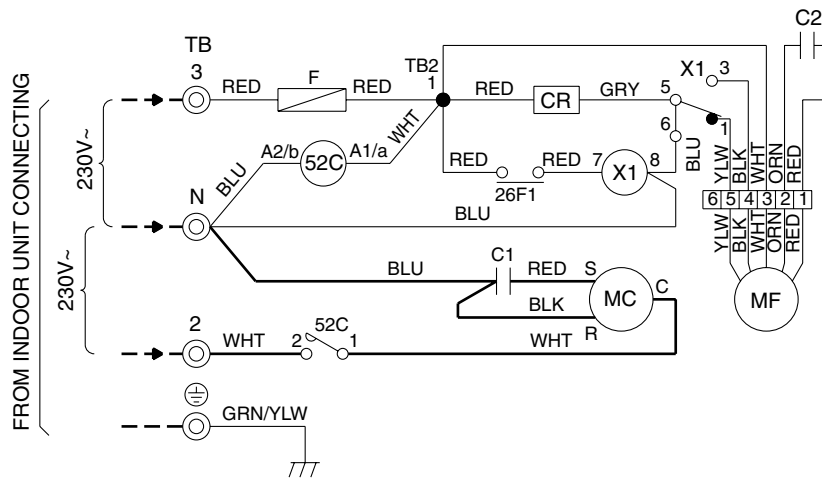 FROM INDOOR UNIT CONNECTING
C2
TB
3
RED
F
RED
TB2
1
RED
CR
GRY
5
X1
3
1
6
BLU
230V~
A2/b
52C
A1/a
WHT
BLU
RED
26F1
RED
7
X1
8
YLW
BLK
WHT
ORN
RED
6 5 4 3 2 1
YLW
BLK
WHT
ORN
RED
MF
N
BLU
230V~
BLU
C1
RED
S
MC
C
BLK
R
2
WHT
2
52C
1
WHT
GRN/YLW